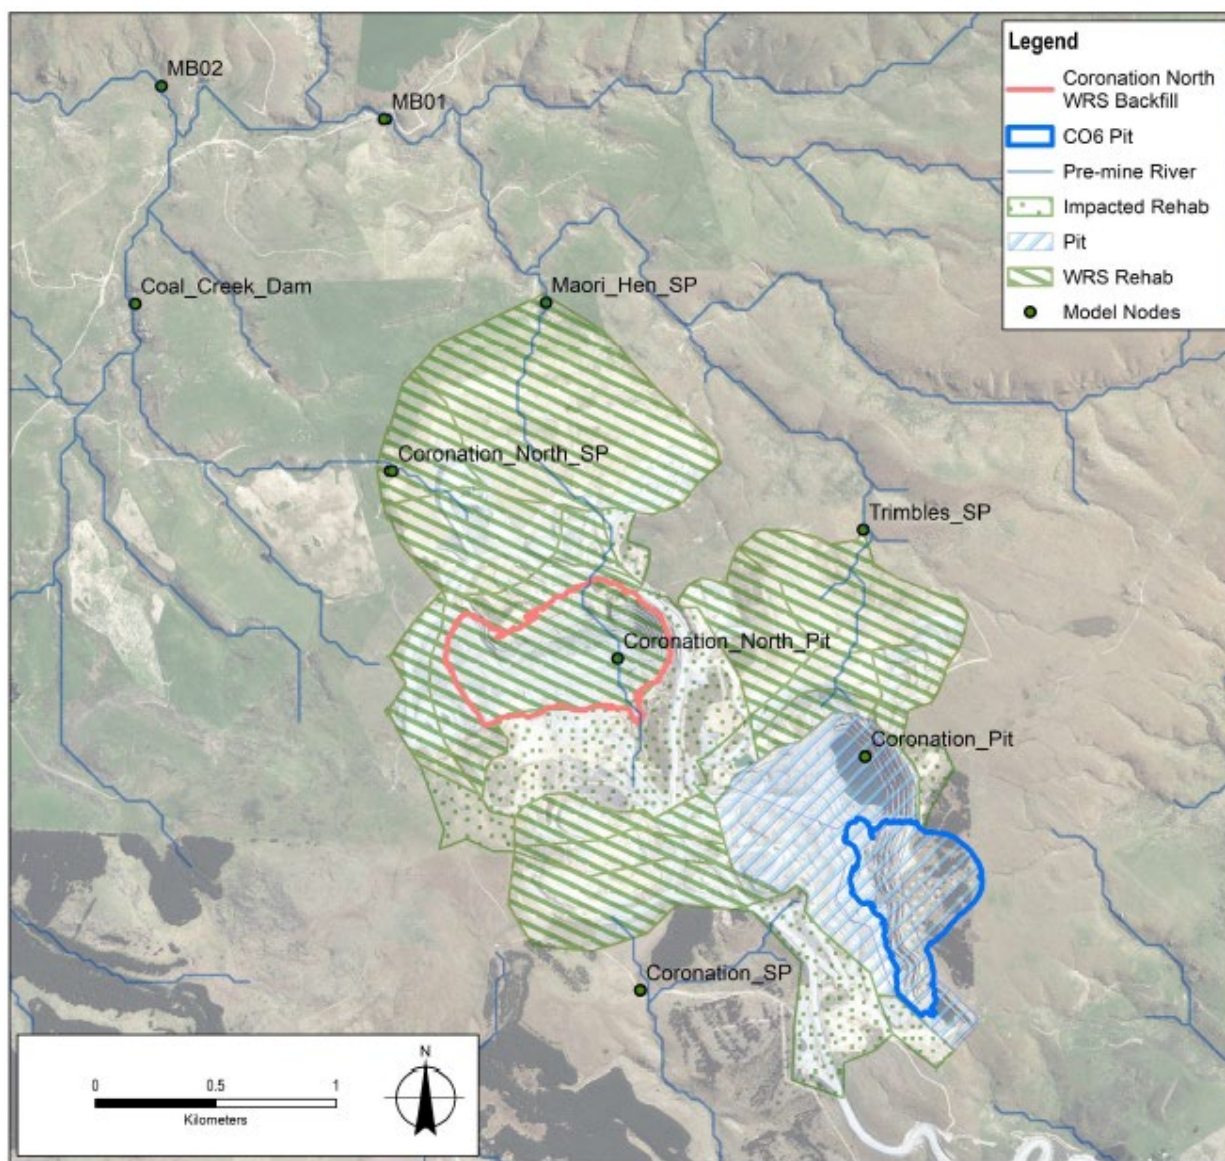 MB02
MB01
Legend
Coronation North
WRS Backfill
CO6 Pit
Pre-mine River
Impacted Rehab
Pit
WRS Rehab
Model Nodes
Coal_Creek_Dam
Maori_Hen_SP
Coronation_North_SP
Trimbles_SP
Coronation_North_Pit
Coronation_Pit
Coronation_SP
N
0 0.5 1
Kilometers